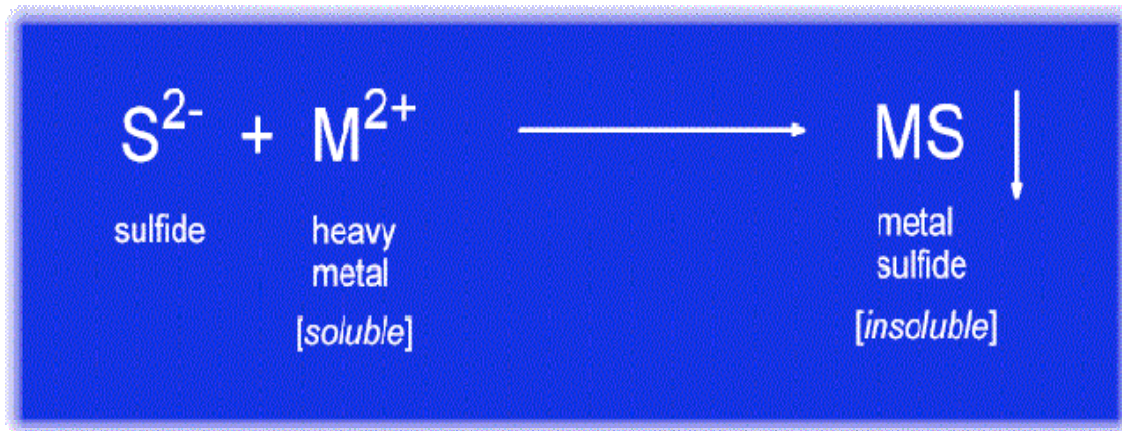 S²⁻ + M²⁺ → MS ↓
sulfide heavy metal
metal sulfide
[soluble] [insoluble]